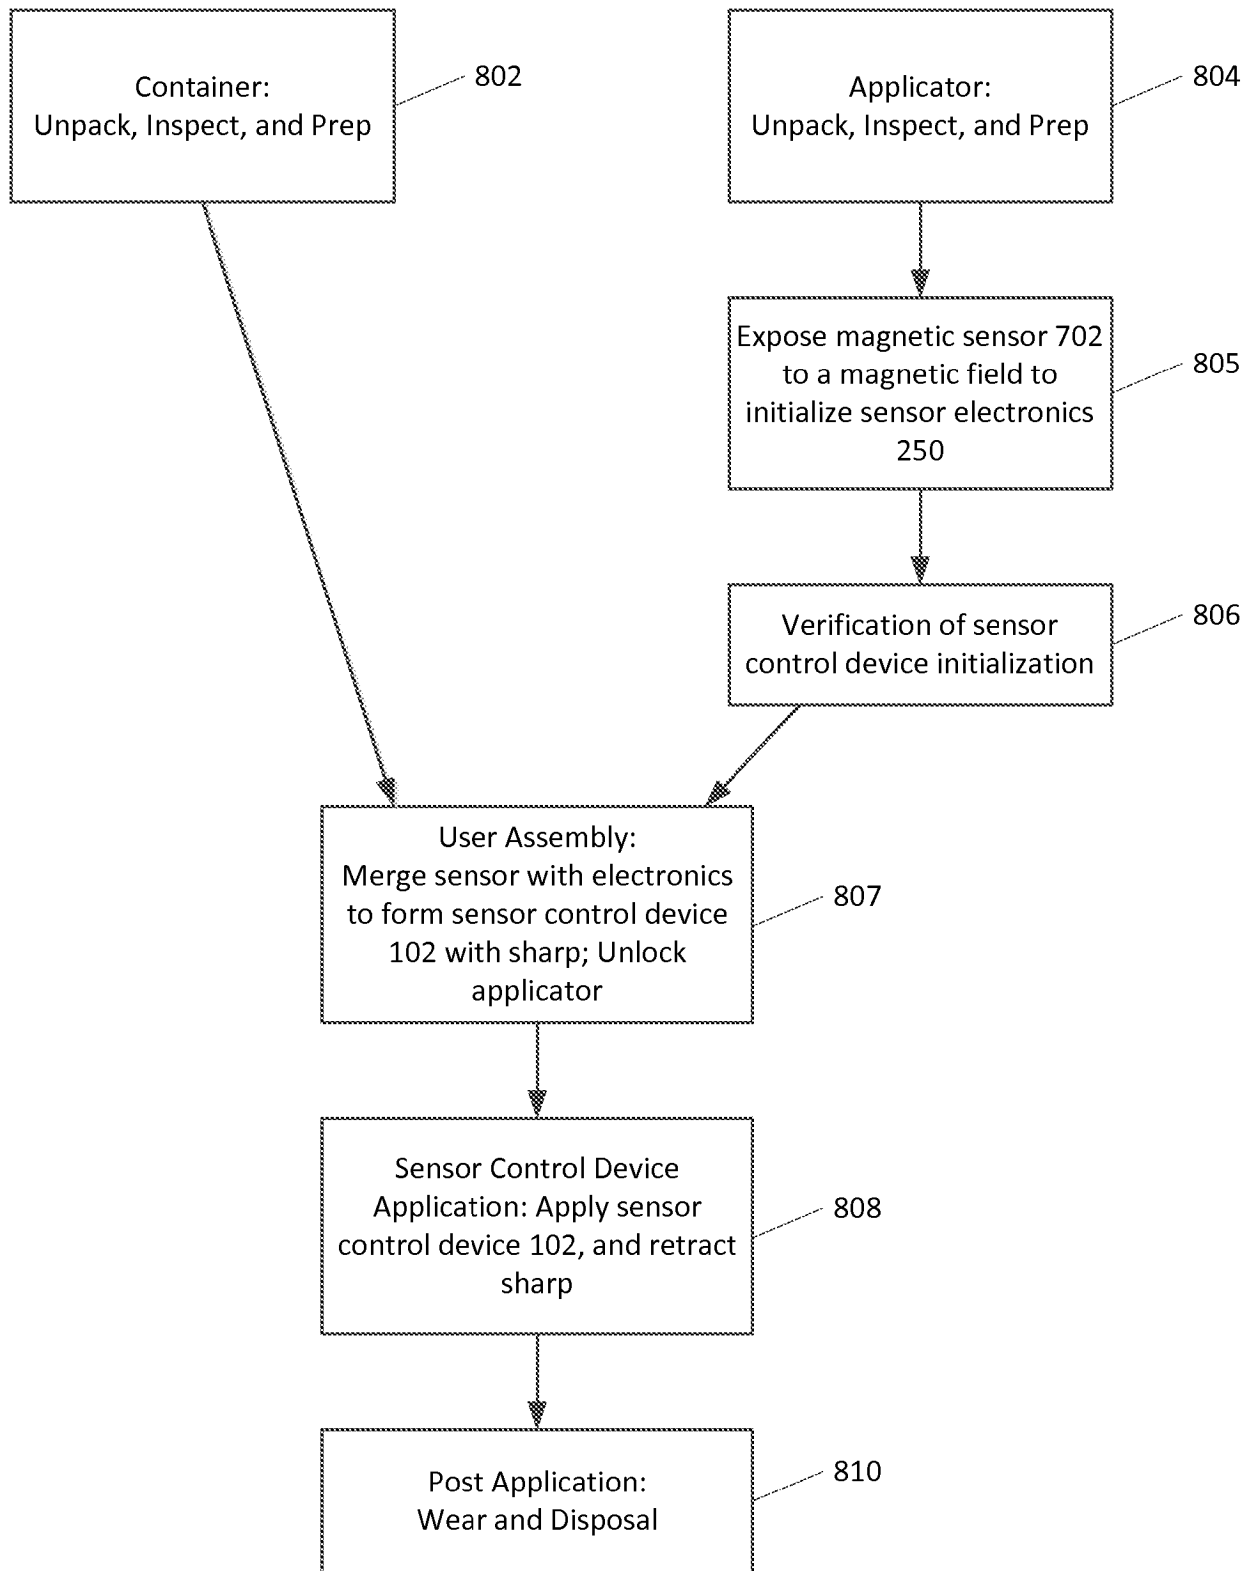 Container:
Unpack, Inspect, and Prep
802
Applicator:
Unpack, Inspect, and Prep
804
Expose magnetic sensor 702
to a magnetic field to
initialize sensor electronics
250
805
Verification of sensor
control device initialization
806
User Assembly:
Merge sensor with electronics
to form sensor control device
102 with sharp; Unlock
applicator
807
Sensor Control Device
Application: Apply sensor
control device 102, and retract
sharp
808
Post Application:
Wear and Disposal
810